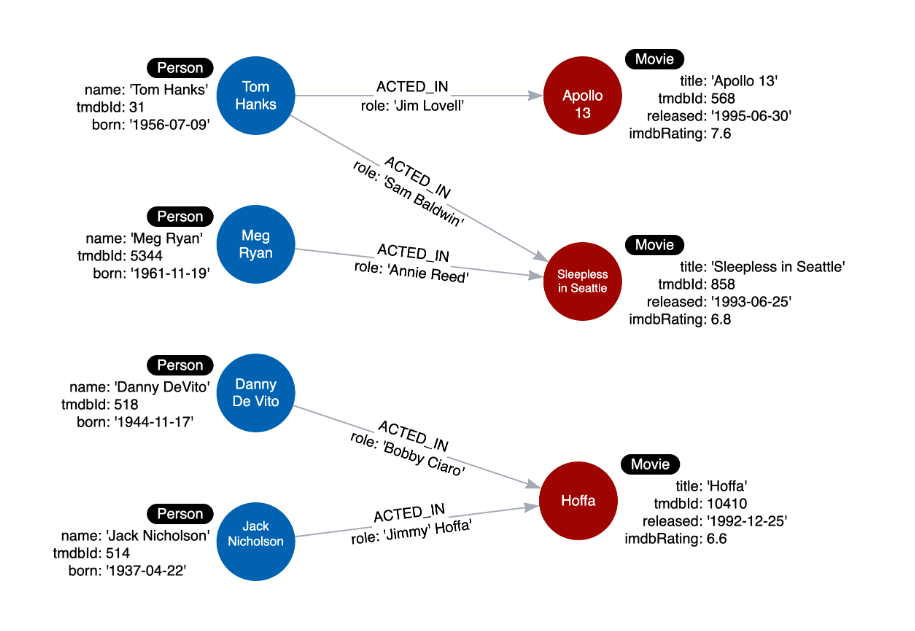 Person
name: 'Tom Hanks'
tmdbId: 31
born: '1956-07-09'
Tom
Hanks
ACTED_IN
role: 'Jim Lovell'
Apollo
13
Movie
title: 'Apollo 13'
tmdbId: 568
released: '1995-06-30'
imdbRating: 7.6
ACTED_IN
role: 'Sam Baldwin'
Person
name: 'Meg Ryan'
tmdbId: 5344
born: '1961-11-19'
Meg
Ryan
ACTED_IN
role: 'Annie Reed'
Sleepless
in Seattle
Movie
title: 'Sleepless in Seattle'
tmdbId: 858
released: '1993-06-25'
imdbRating: 6.8
Person
name: 'Danny DeVito'
tmdbId: 518
born: '1944-11-17'
Danny
De Vito
ACTED_IN
role: 'Bobby Ciaro'
Hoffa
Movie
title: 'Hoffa'
tmdbId: 10410
released: '1992-12-25'
imdbRating: 6.6
Person
name: 'Jack Nicholson'
tmdbId: 514
born: '1937-04-22'
Jack
Nicholson
ACTED_IN
role: 'Jimmy' Hoffa'